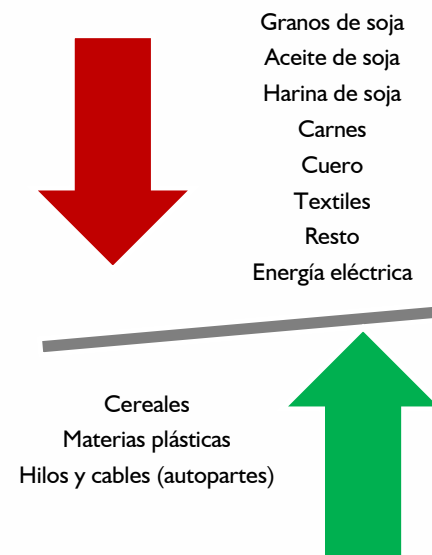 Granos de soja
Aceite de soja
Harina de soja
Carnes
Cuero
Textiles
Resto
Energía eléctrica
Cereales
Materias plásticas
Hilos y cables (autopartes)